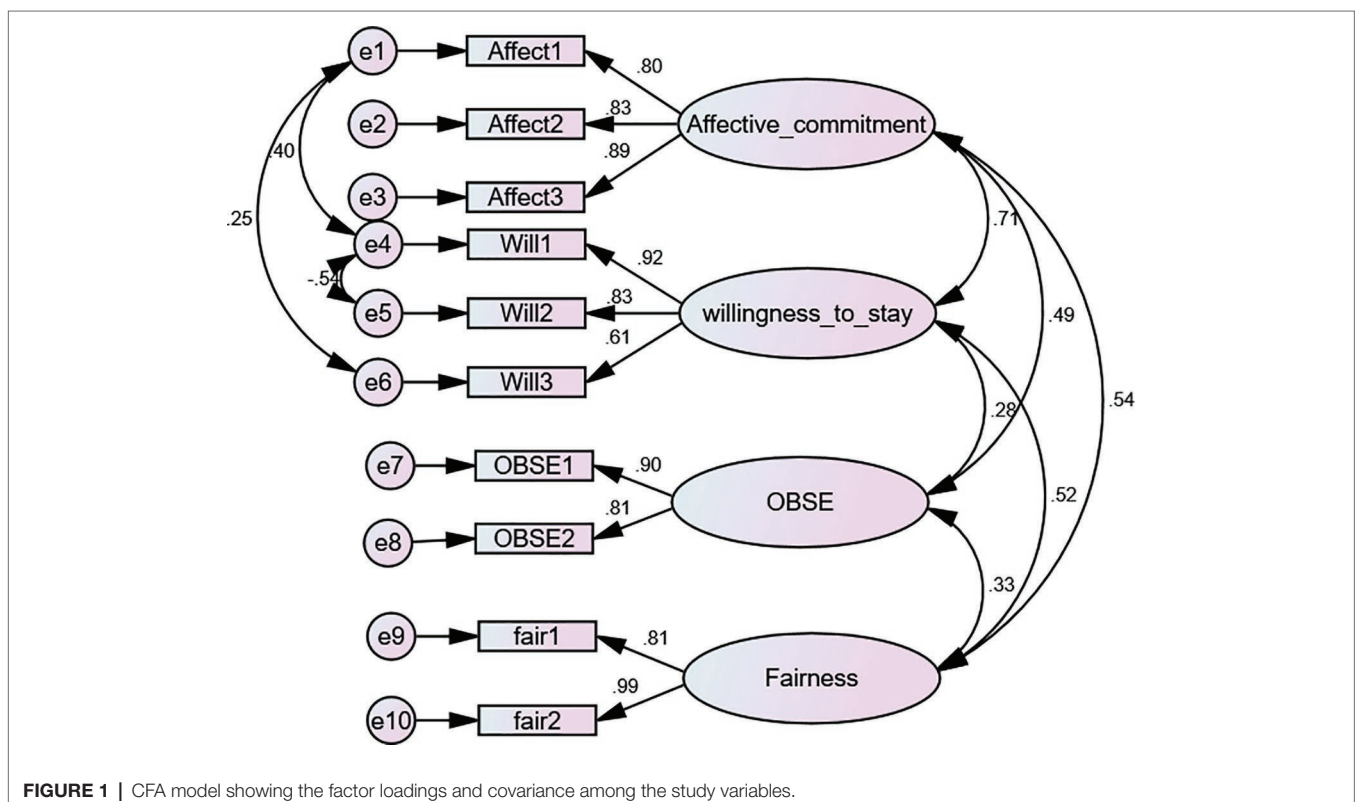 e1
Affect1
.80
e2
Affect2
.83
Affective_commitment
.40
.89
e3
Affect3
.25
.71
e4
Will1
.92
-.54
.83
e5
Will2
willingness_to_stay
.49
.61
e6
Will3
.54
.28
e7
OBSE1
.90
.52
OBSE
.81
e8
OBSE2
.33
e9
fair1
.81
Fairness
.99
e10
fair2
FIGURE 1 | CFA model showing the factor loadings and covariance among the study variables.